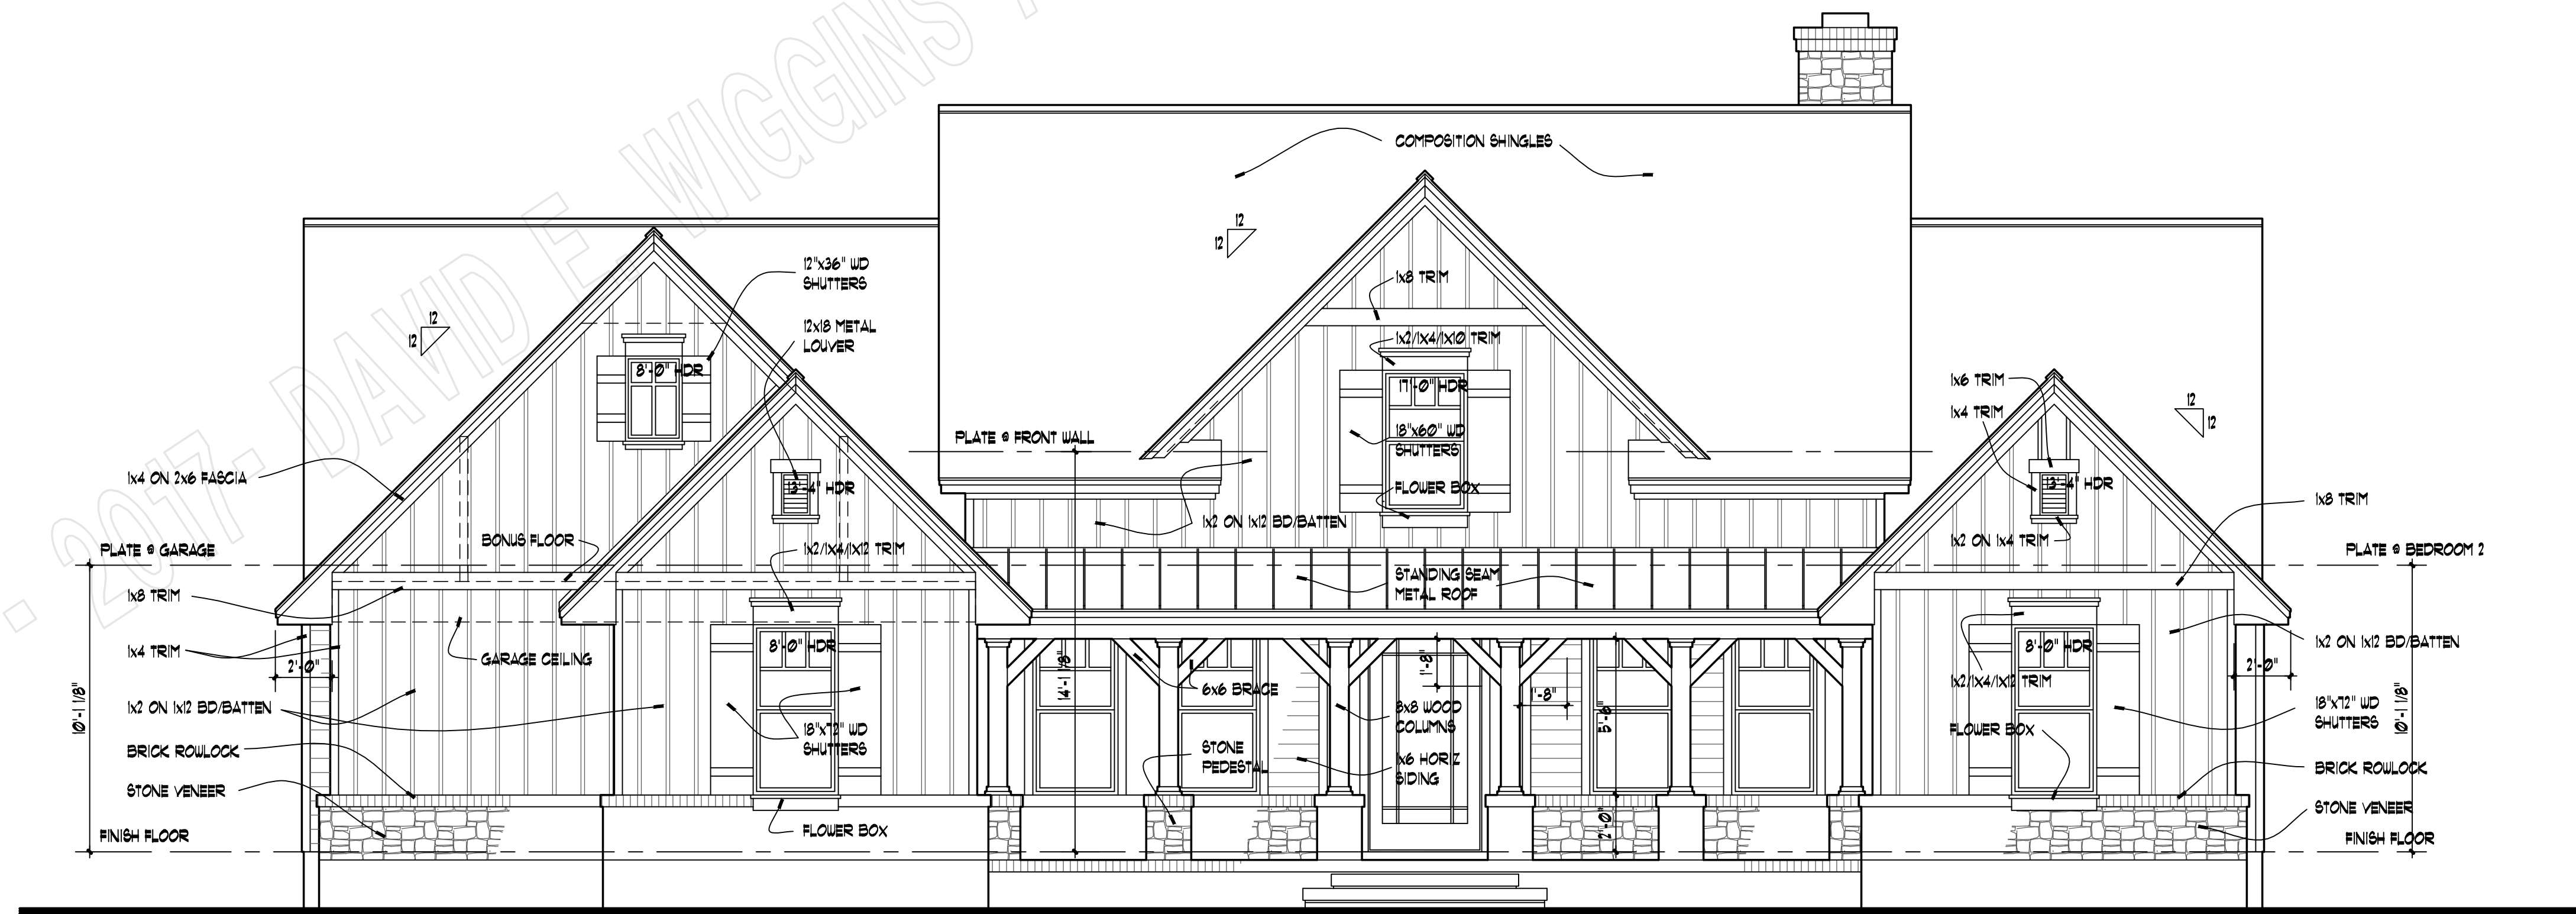 - 2017- DAVID E. WIGGINS
COMPOSITION SHINGLES
12
12
12"x36" WD
SHUTTERS
1x8 TRIM
12
12
12x18 METAL
LOUVER
1x2/1x4/1x10 TRIM
8'-0" HDR
17'-0" HDR
1x6 TRIM
12
12
1x4 TRIM
PLATE @ FRONT WALL
18"x60" WD
SHUTTERS
1x4 ON 2x6 FASCIA
13'-4" HDR
FLOWER BOX
13'-4" HDR
1x8 TRIM
1x2 ON 1x12 BD/BATTEN
BONUS FLOOR
1x2/1x4/1x12 TRIM
1x2 ON 1x4 TRIM
PLATE @ GARAGE
PLATE @ BEDROOM 2
STANDING SEAM
METAL ROOF
1x8 TRIM
1x4 TRIM
2'-0"
GARAGE CEILING
8'-0" HDR
14'-1 1/8"
1'-8"
8'-0" HDR
1x2 ON 1x12 BD/BATTEN
2'-0"
6x6 BRACE
1'-8"
1x2/1x4/1x12 TRIM
10'-1 1/8"
1x2 ON 1x12 BD/BATTEN
8x8 WOOD
COLUMNS
5'-8"
18"x72" WD
SHUTTERS
10'-1 1/8"
18"x72" WD
SHUTTERS
FLOWER BOX
BRICK ROWLOCK
STONE
PEDESTAL
1x6 HORIZ
SIDING
BRICK ROWLOCK
STONE VENEER
STONE VENEER
FINISH FLOOR
FLOWER BOX
2'-0"
FINISH FLOOR